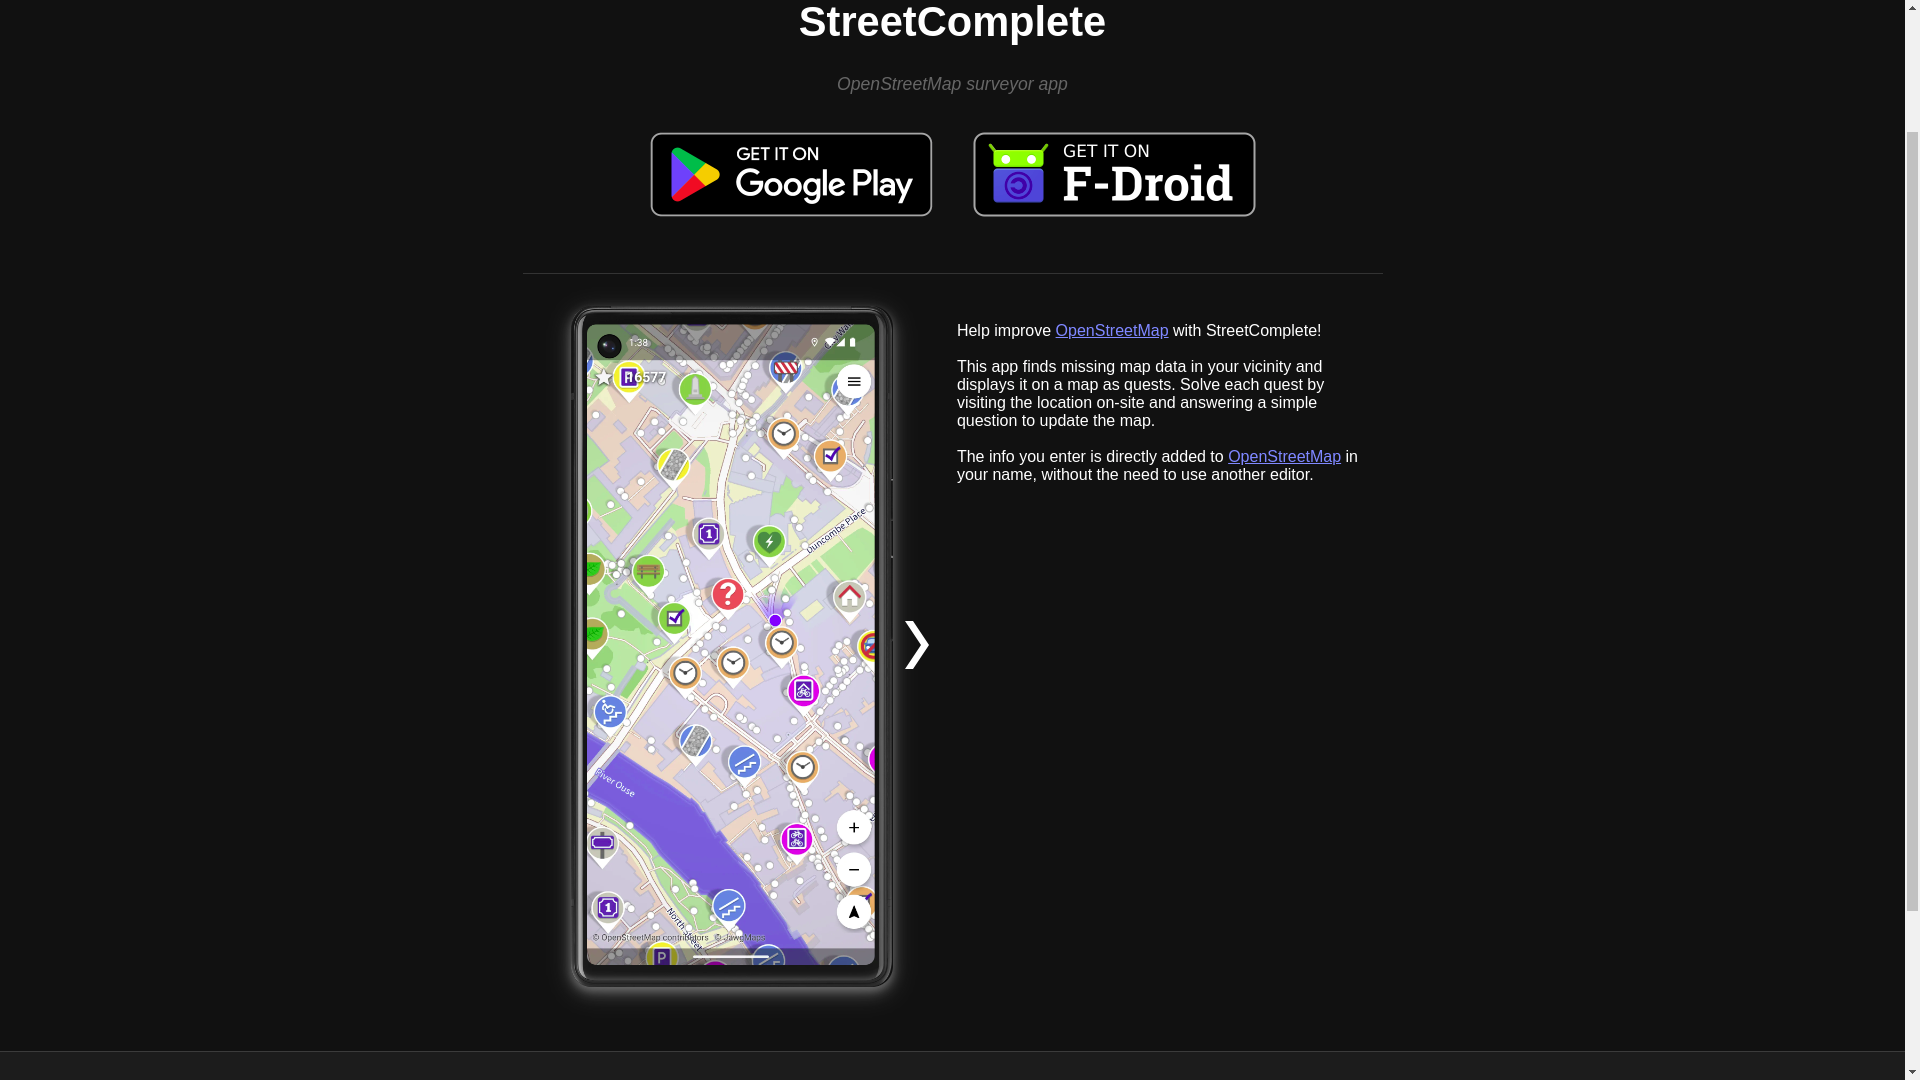 StreetComplete
OpenStreetMap surveyor app
GET IT ON
Google Play
GET IT ON
F-Droid
1:38
16577
Duncombe Place
River Ouse
North Street
© OpenStreetMap contributors © JawgMaps
Help improve OpenStreetMap with StreetComplete!
This app finds missing map data in your vicinity and
displays it on a map as quests. Solve each quest by
visiting the location on-site and answering a simple
question to update the map.
The info you enter is directly added to OpenStreetMap in
your name, without the need to use another editor.